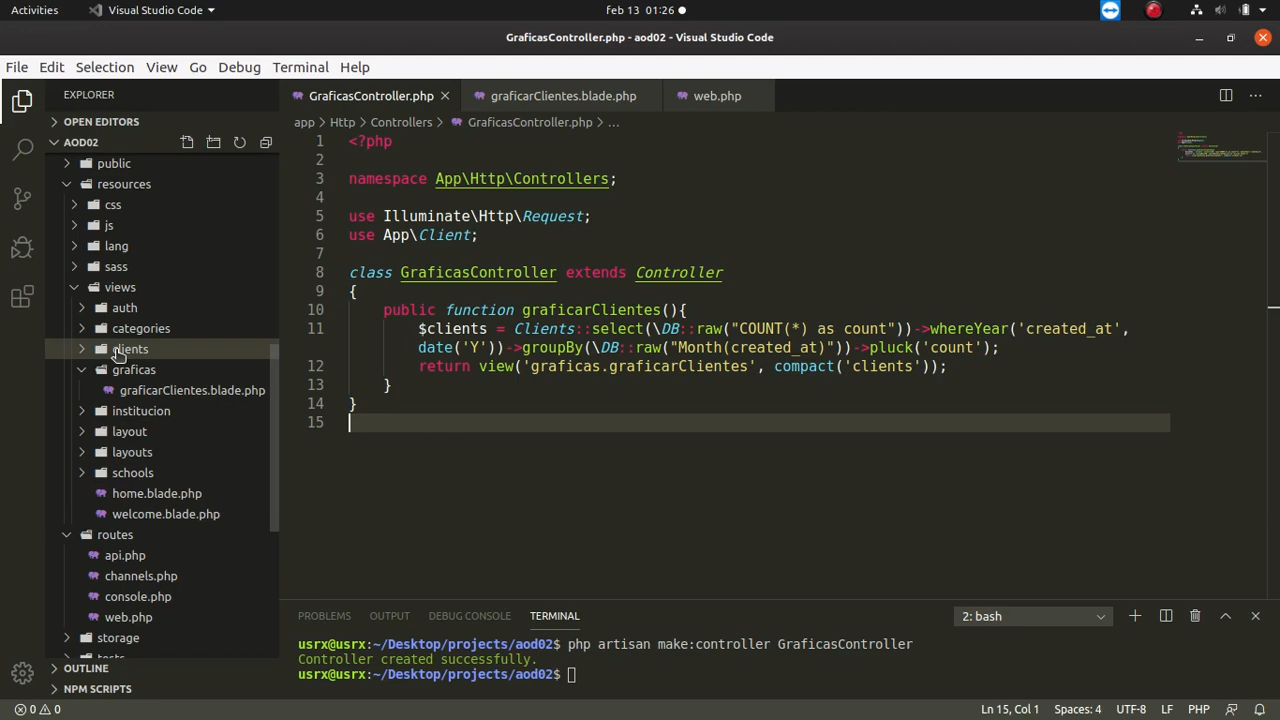 Activities
Visual Studio Code
feb 13 01:26
GraficasController.php - aod02 - Visual Studio Code
File Edit Selection View Go Debug Terminal Help
EXPLORER
OPEN EDITORS
AOD02
public
resources
css
js
lang
sass
views
auth
categories
clients
graficas
graficarClientes.blade.php
institucion
layout
layouts
schools
home.blade.php
welcome.blade.php
routes
api.php
channels.php
console.php
web.php
storage
tests
OUTLINE
NPM SCRIPTS
GraficasController.php graficarClientes.blade.php web.php
app > Http > Controllers > GraficasController.php > ...
1 <?php
2
3 namespace App\Http\Controllers;
4
5 use Illuminate\Http\Request;
6 use App\Client;
7
8 class GraficasController extends Controller
9 {
10 public function graficarClientes(){
11 $clients = Clients::select(\DB::raw("COUNT(*) as count"))->whereYear('created_at',
date('Y'))->groupBy(\DB::raw("Month(created_at)"))->pluck('count');
12 return view('graficas.graficarClientes', compact('clients'));
13 }
14 }
15
PROBLEMS OUTPUT DEBUG CONSOLE TERMINAL
2: bash
usrx@usrx:~/Desktop/projects/aod02$ php artisan make:controller GraficasController
Controller created successfully.
usrx@usrx:~/Desktop/projects/aod02$
0 0
Ln 15, Col 1 Spaces: 4 UTF-8 LF PHP